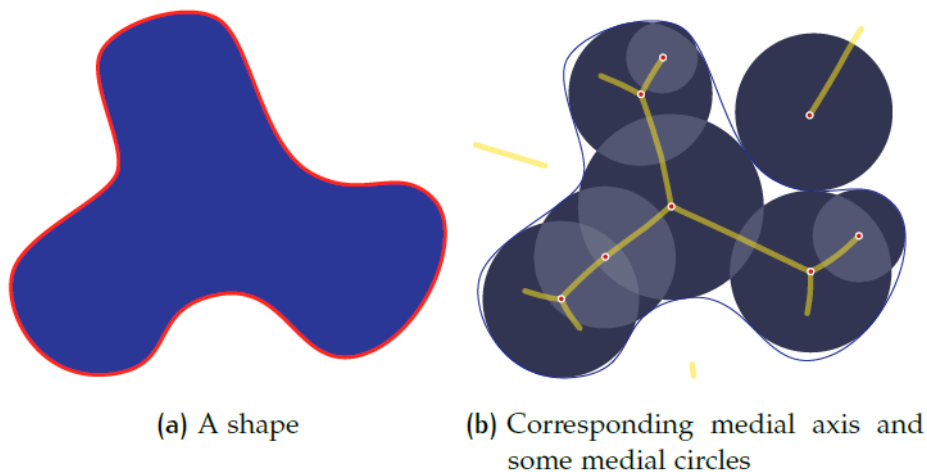 (a) A shape
(b) Corresponding medial axis and
some medial circles